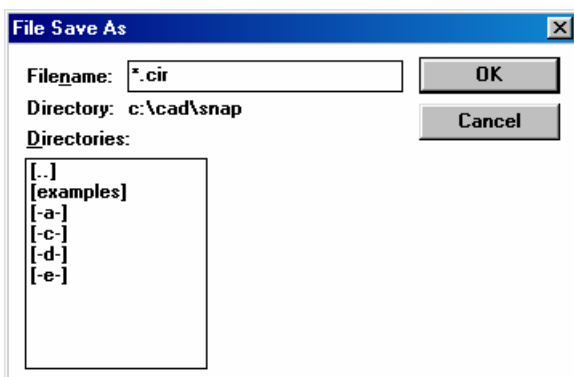 File Save As
Filename: *.cir
OK
Directory: c:\cad\snap
Cancel
Directories:
[..]
[examples]
[-a-]
[-c-]
[-d-]
[-e-]